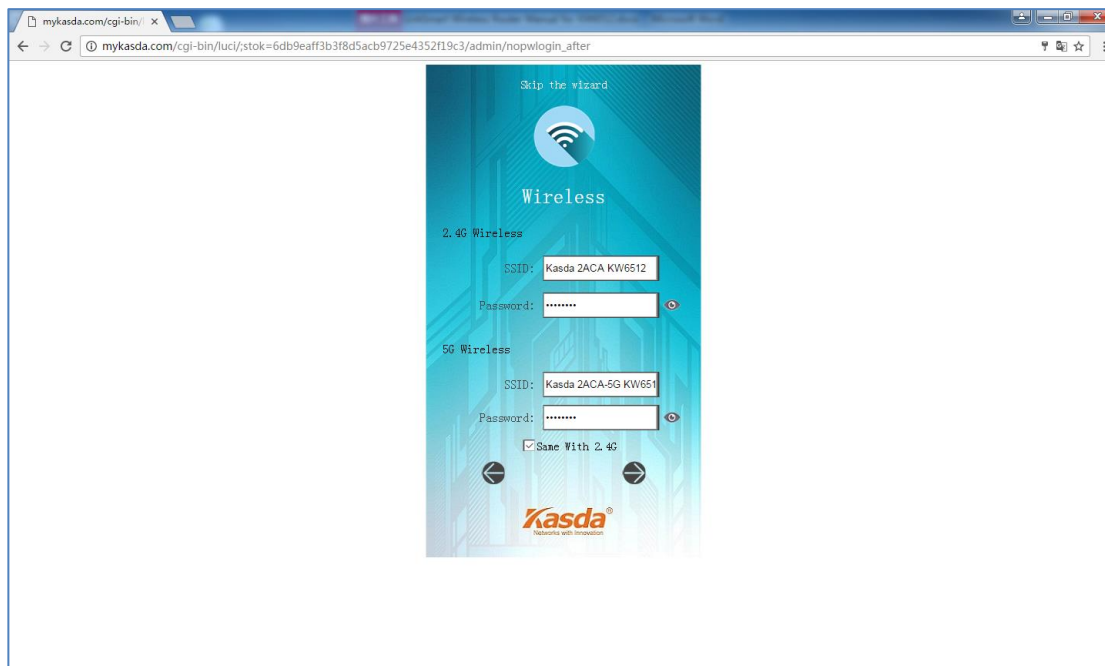 mykasda.com/cgi-bin/l
mykasda.com/cgi-bin/luci/;stok=6db9eaff3b3f8d5acb9725e4352f19c3/admin/nopwlogin_after
Skip the wizard
Wireless
2.4G Wireless
SSID: Kasda 2ACA KW6512
Password: ••••••••
5G Wireless
SSID: Kasda 2ACA-5G KW651
Password: ••••••••
Same With 2.4G
Kasda®
Networks with Innovation